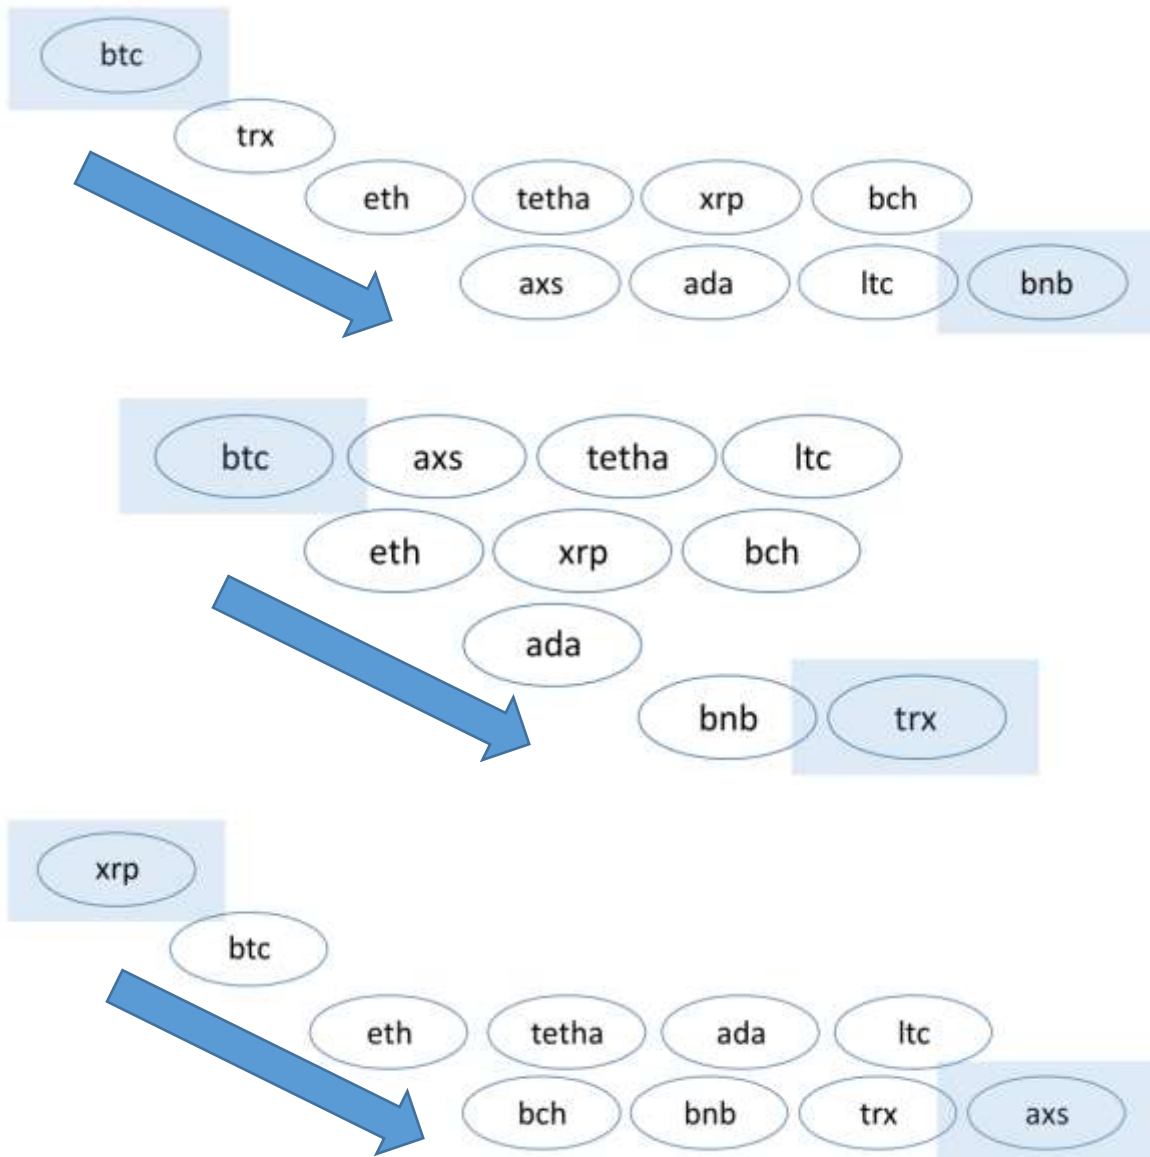 btc
trx
eth tetha xrp bch
axs ada ltc bnb
btc axs tetha ltc
eth xrp bch
ada
bnb trx
xrp
btc
eth tetha ada ltc
bch bnb trx axs